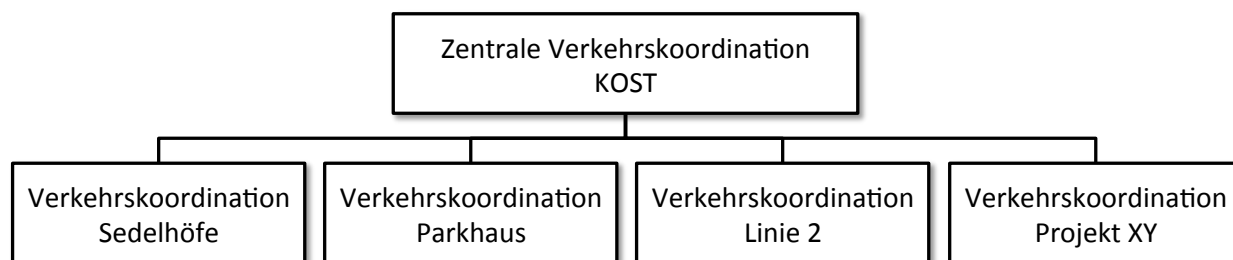 Zentrale Verkehrskoordination
KOST
Verkehrskoordination
Sedelhöfe
Verkehrskoordination
Parkhaus
Verkehrskoordination
Linie 2
Verkehrskoordination
Projekt XY